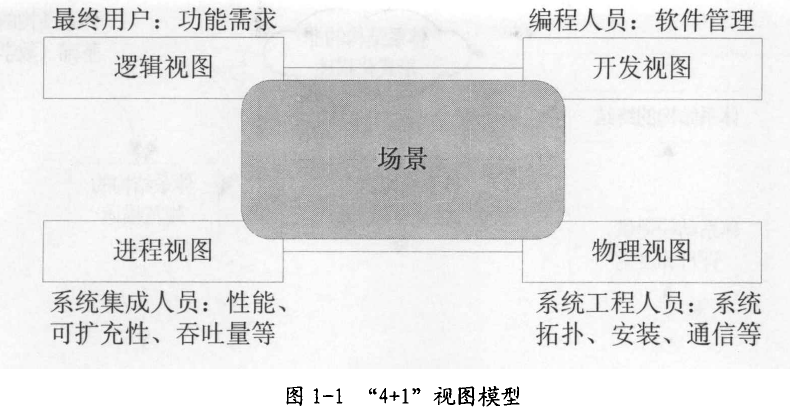 最终用户：功能需求
编程人员：软件管理
逻辑视图
开发视图
场景
进程视图
物理视图
系统集成人员：性能、
可扩充性、吞吐量等
系统工程人员：系统
拓扑、安装、通信等
图 1-1 “4+1”视图模型